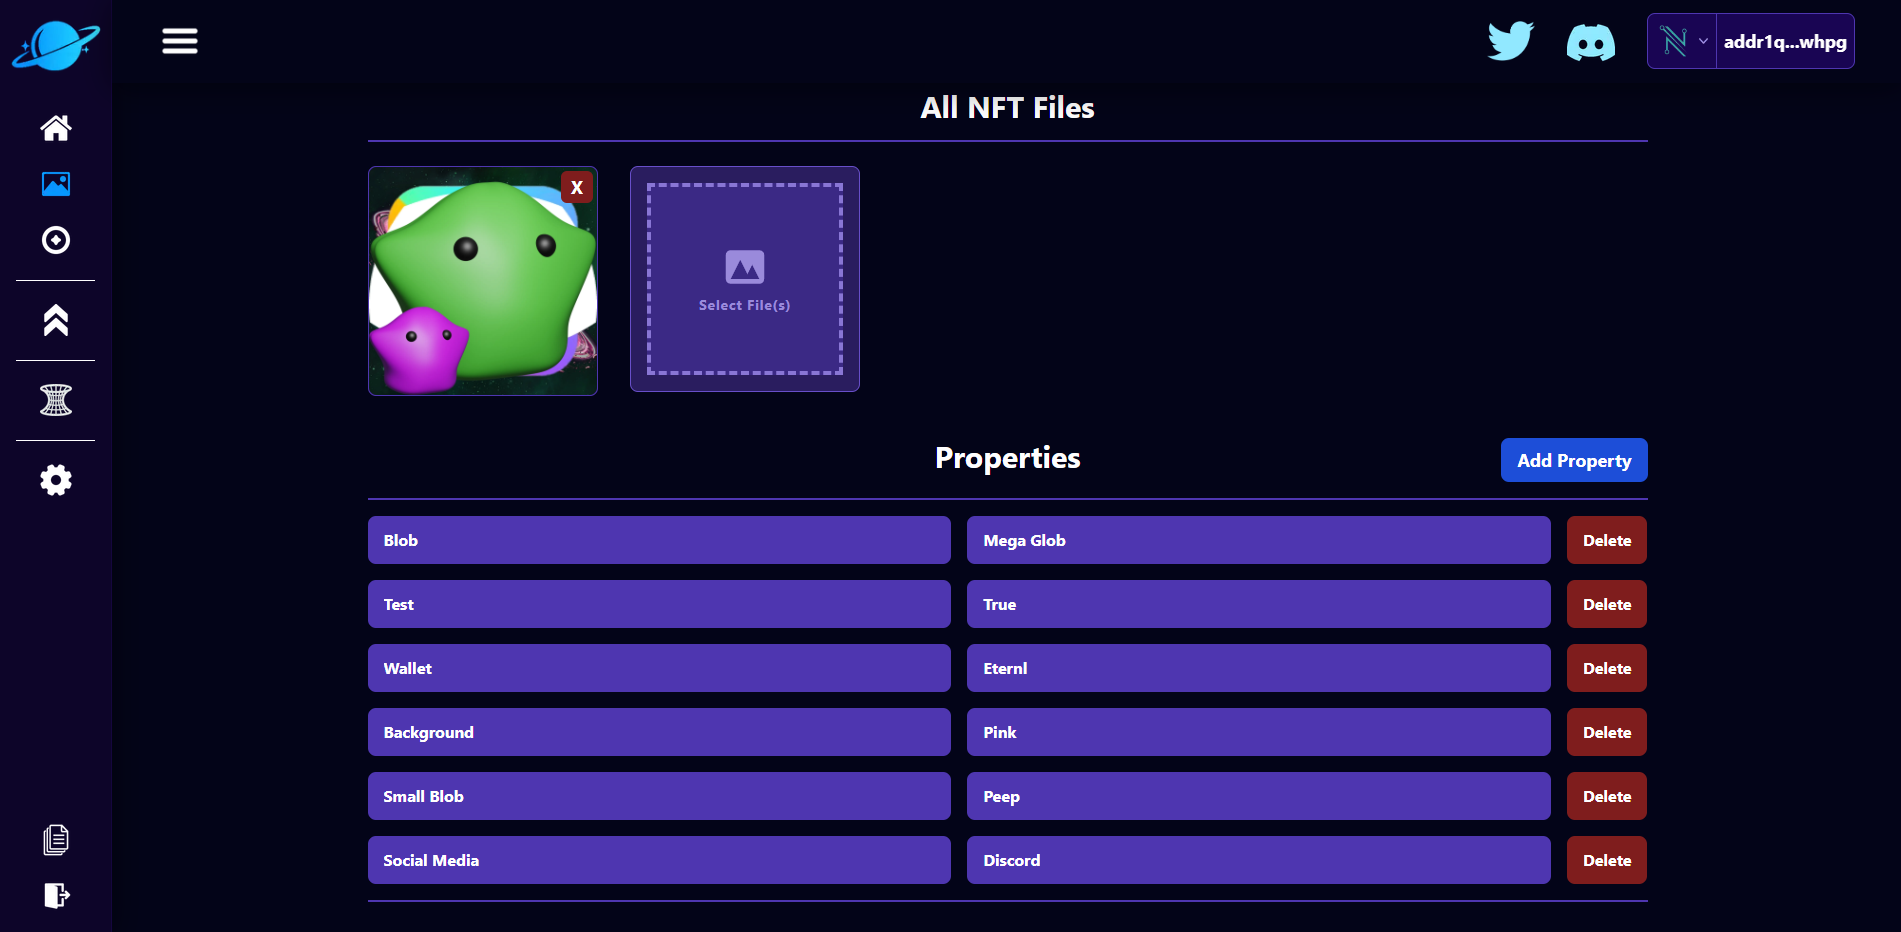 addr1q...whpg
All NFT Files
X
Select File(s)
Properties
Add Property
Blob Mega Glob Delete
Test True Delete
Wallet Eternl Delete
Background Pink Delete
Small Blob Peep Delete
Social Media Discord Delete